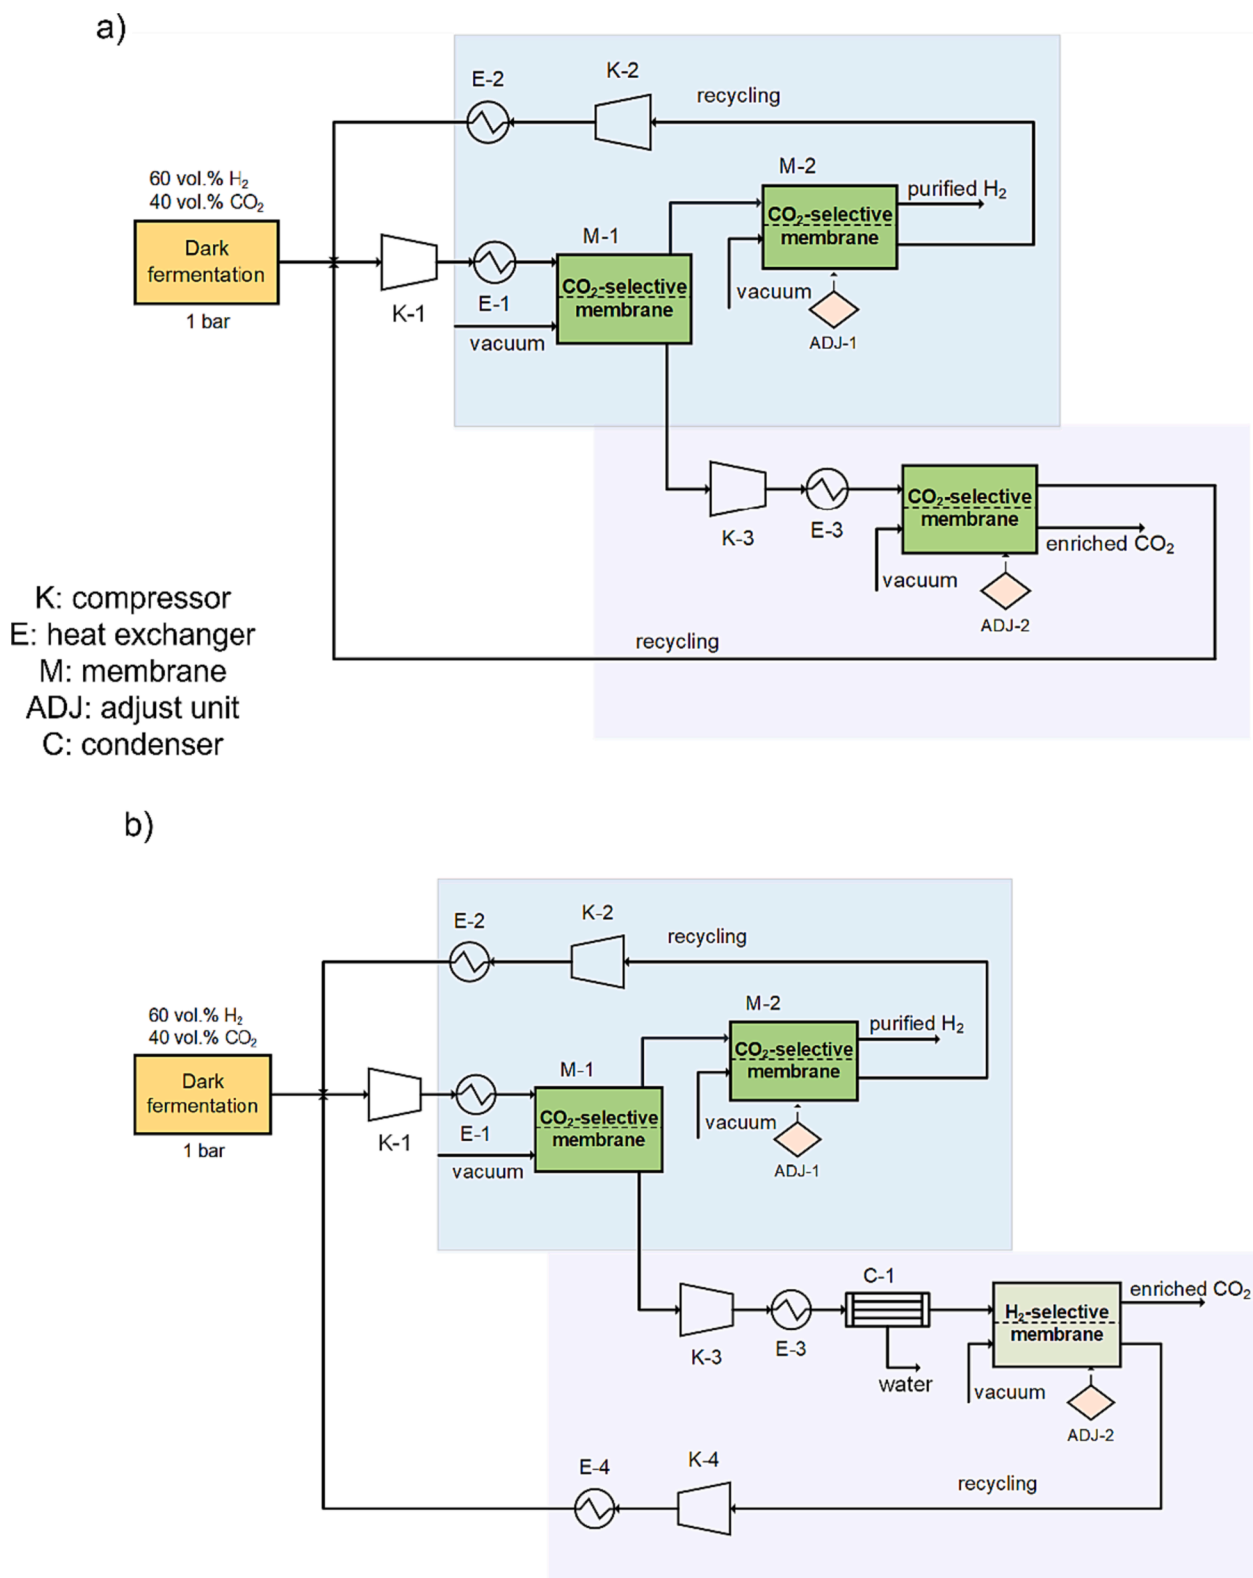 a)
E-2
K-2
recycling
60 vol.% H₂
40 vol.% CO₂
M-2
purified H₂
CO₂-selective
membrane
Dark
fermentation
1 bar
M-1
K-1
E-1
CO₂-selective
membrane
vacuum
vacuum
ADJ-1
K-3
E-3
CO₂-selective
membrane
enriched CO₂
vacuum
ADJ-2
recycling
K: compressor
E: heat exchanger
M: membrane
ADJ: adjust unit
C: condenser
b)
E-2
K-2
recycling
60 vol.% H₂
40 vol.% CO₂
M-2
purified H₂
CO₂-selective
membrane
Dark
fermentation
1 bar
M-1
K-1
E-1
CO₂-selective
membrane
vacuum
vacuum
ADJ-1
C-1
enriched CO₂
H₂-selective
membrane
K-3
E-3
water
vacuum
ADJ-2
E-4
K-4
recycling